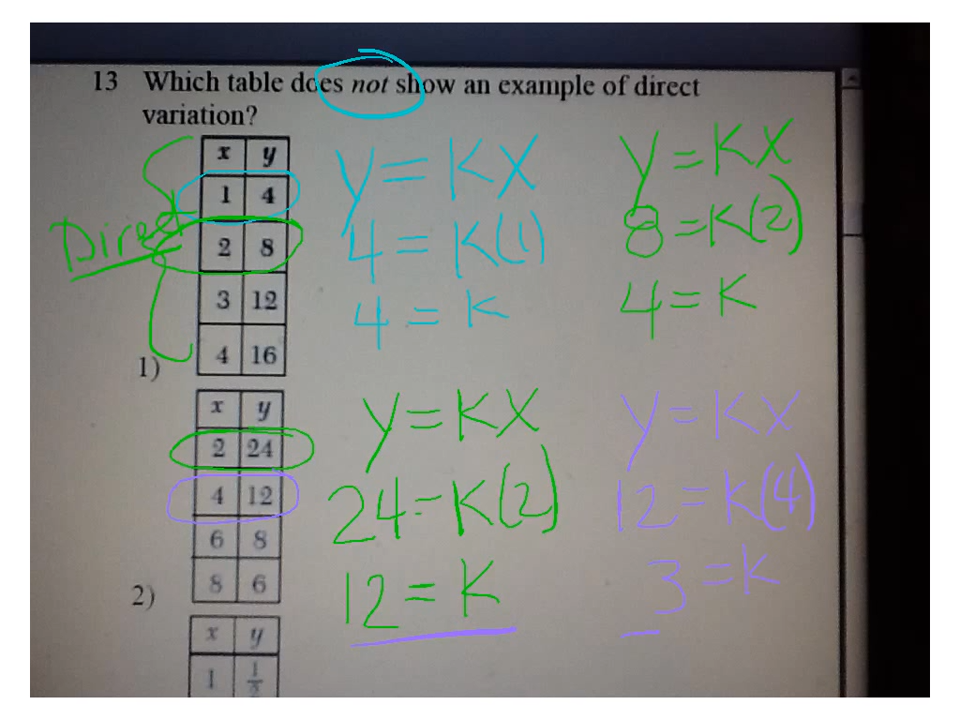 13 Which table does not show an example of direct
variation?
x y
1 4
2 8
3 12
4 16
1)
Direct
y = KX
4 = K(1)
4 = K
y = KX
8 = K(2)
4 = K
x y
2 24
4 12
6 8
8 6
2)
y = KX
24 = K(2)
12 = K
y = KX
12 = K(4)
3 = K
x y
1